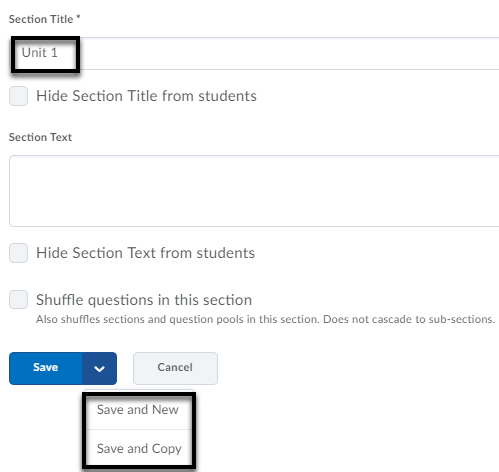 Section Title *
Unit 1
Hide Section Title from students
Section Text
Hide Section Text from students
Shuffle questions in this section
Also shuffles sections and question pools in this section. Does not cascade to sub-sections.
Save Cancel
Save and New
Save and Copy